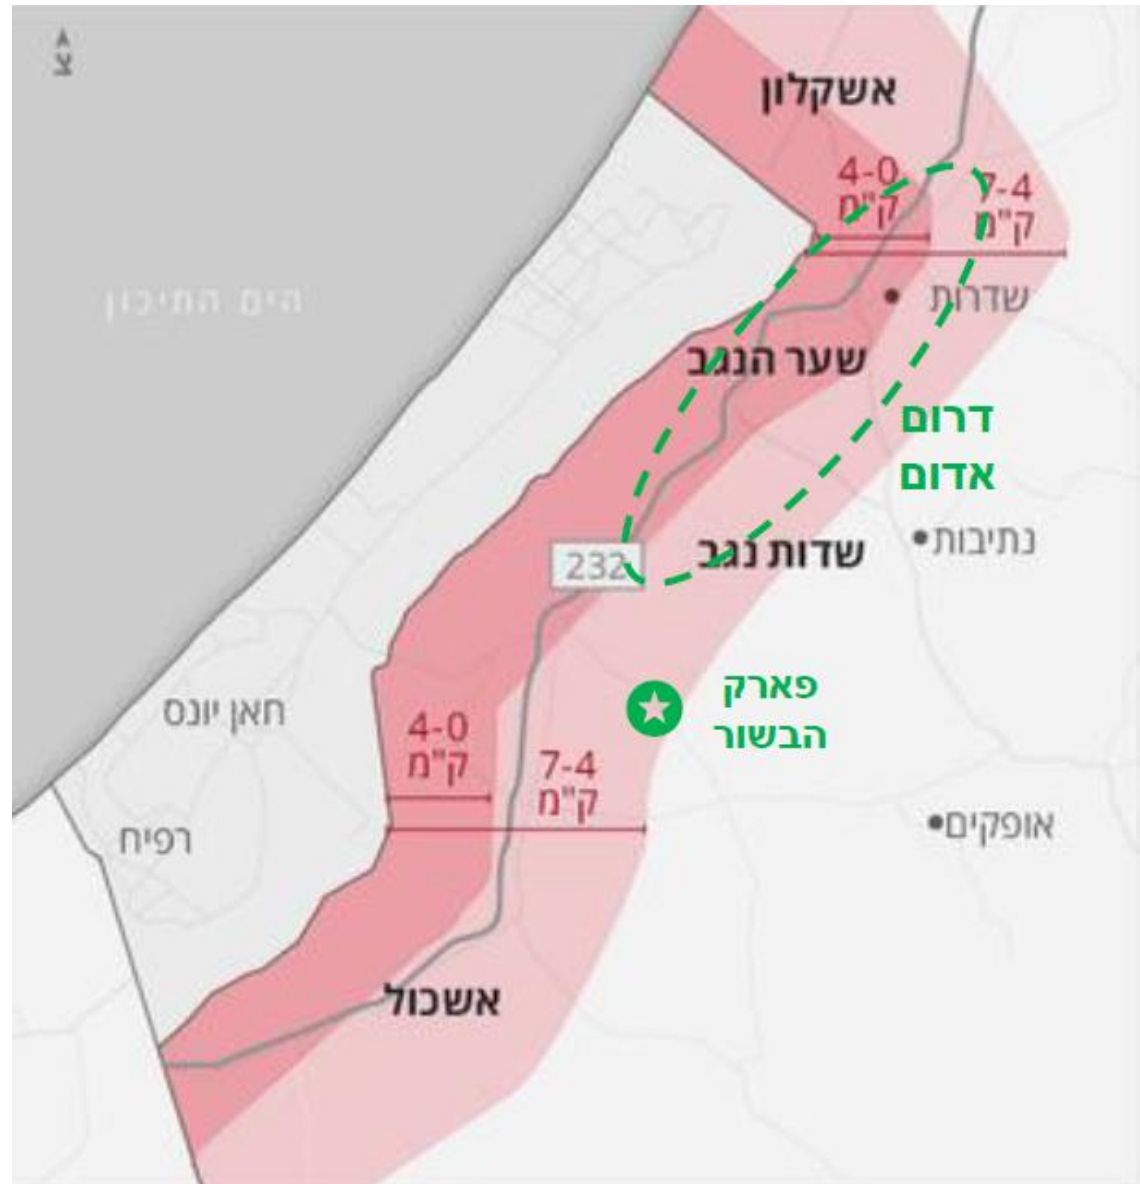 צ
אשקלון
4-0
ק"מ
7-4
ק"מ
הים התיכון
שדרות
שער הנגב
דרום
אדום
נתיבות
שדות נגב
232
פארק
הבשור
חאן יונס
4-0
ק"מ
7-4
ק"מ
רפיח
אופקים
אשכול